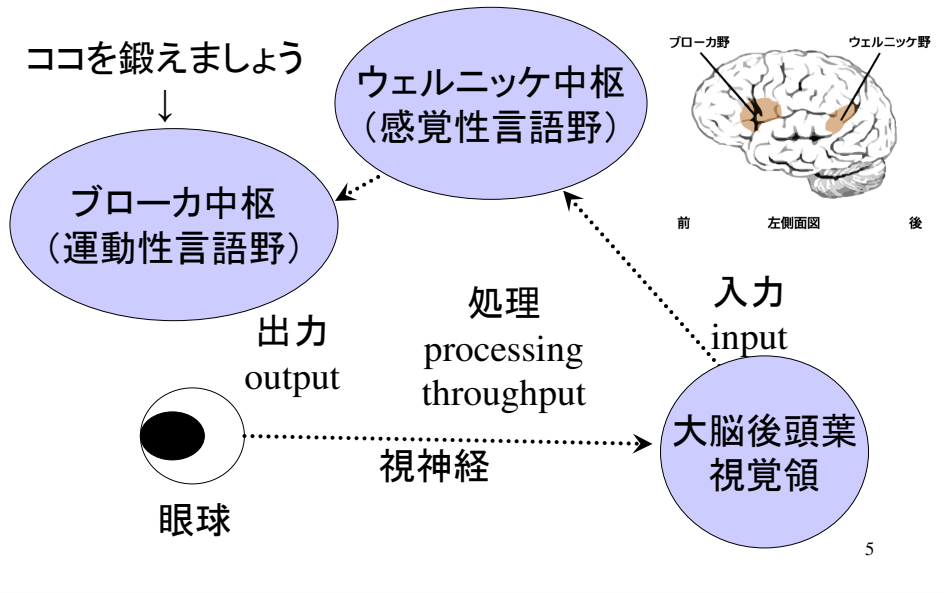 ココを鍛えましょう
↓
ブローカ中枢
（運動性言語野）
ウェルニッケ中枢
（感覚性言語野）
ブローカ野
ウェルニッケ野
前
左側面図
後
出力
output
処理
processing
throughput
入力
input
眼球
視神経
大脳後頭葉
視覚領
5